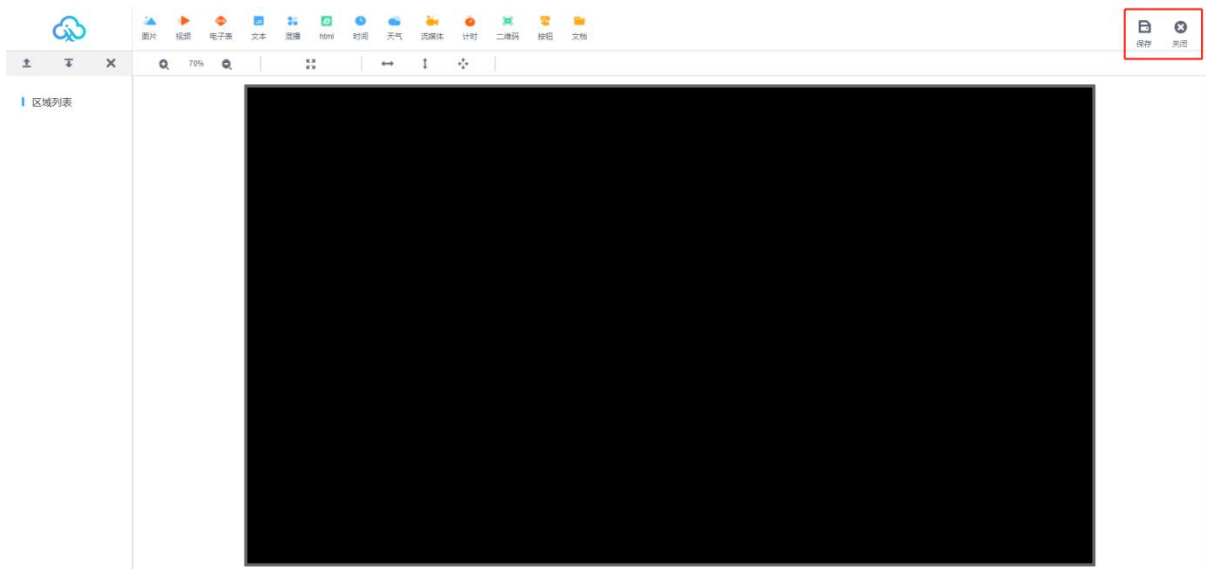 图片 视频 电子表 文本 混播 html 时间 天气 流媒体 计时 二维码 按钮 文档
保存 关闭
70%
区域列表